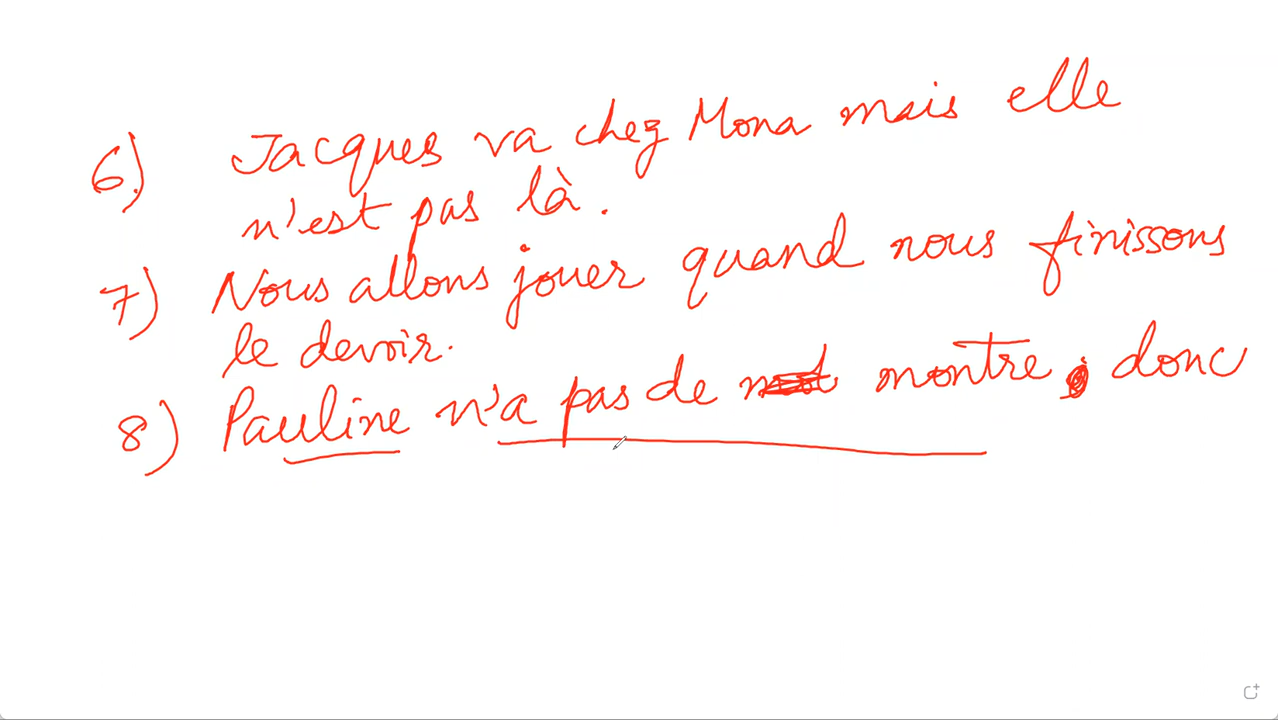 6.) Jacques va chez Mona mais elle
n'est pas là.
7) Nous allons jouer quand nous finissons
le devoir.
8) Pauline n'a pas de montre, donc